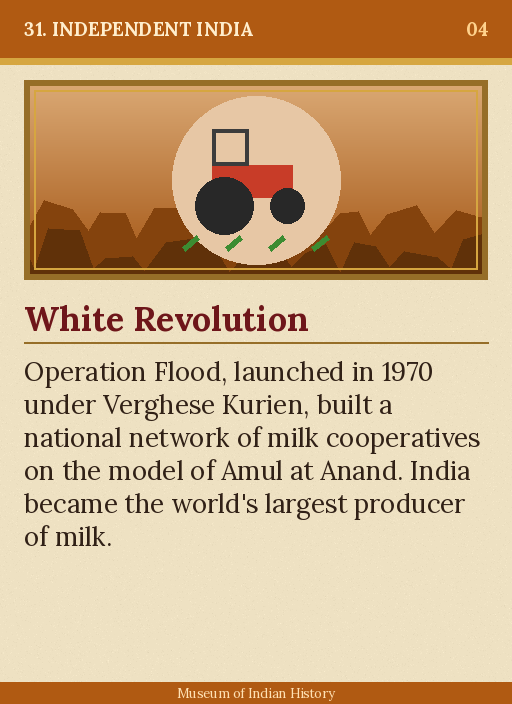 31. INDEPENDENT INDIA
04
White Revolution
Operation Flood, launched in 1970
under Verghese Kurien, built a
national network of milk cooperatives
on the model of Amul at Anand. India
became the world's largest producer
of milk.
Museum of Indian History